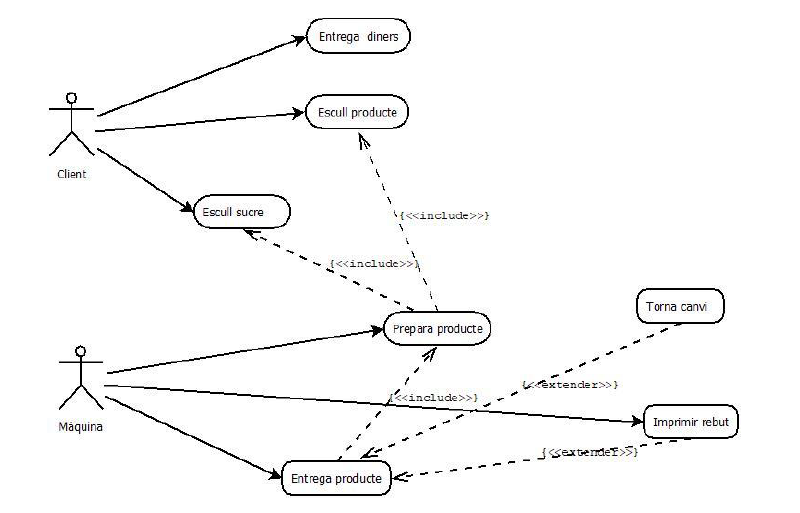 Entrega diners
Escull producte
Client
Escull sucre
{<<include>>}
{<<include>>}
Torna canvi
Prepara producte
{<<extender>>}
{<<include>>}
Màquina
Imprimir rebut
{<<extender>>}
Entrega producte